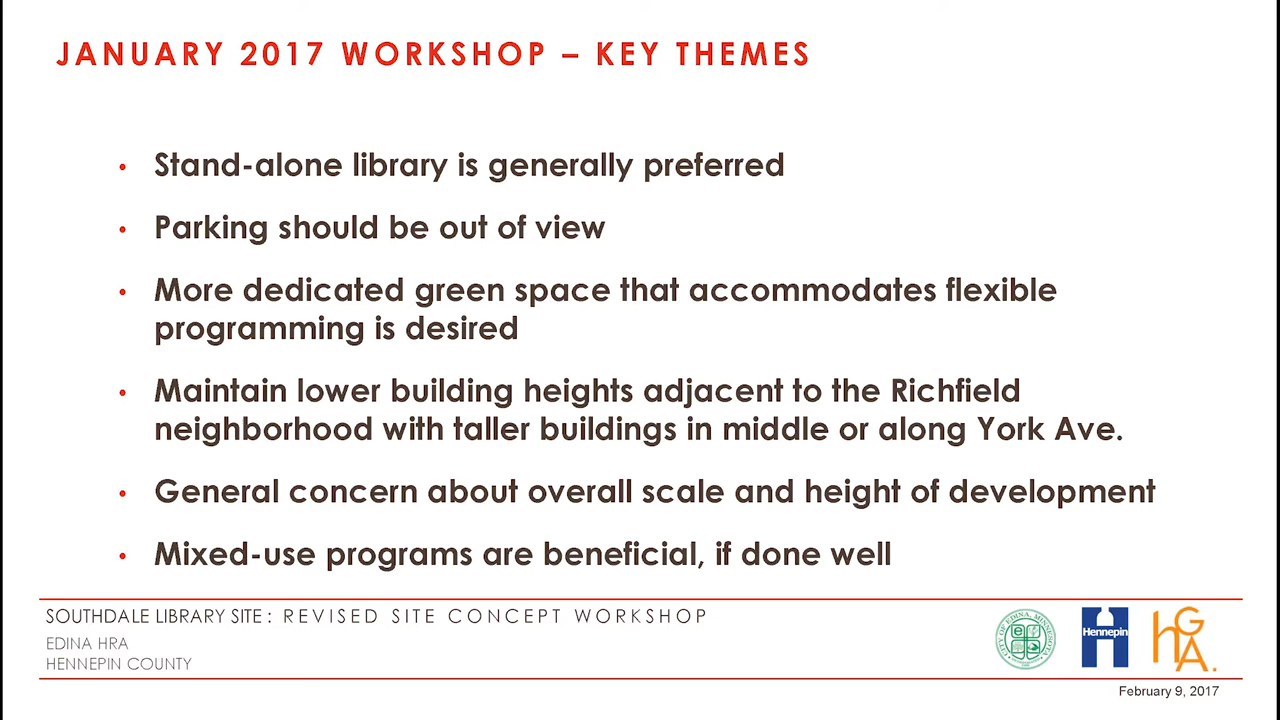 JANUARY 2017 WORKSHOP – KEY THEMES
• Stand-alone library is generally preferred
• Parking should be out of view
• More dedicated green space that accommodates flexible
programming is desired
• Maintain lower building heights adjacent to the Richfield
neighborhood with taller buildings in middle or along York Ave.
• General concern about overall scale and height of development
• Mixed-use programs are beneficial, if done well
SOUTHDALE LIBRARY SITE: REVISED SITE CONCEPT WORKSHOP
EDINA HRA
HENNEPIN COUNTY
CITY OF EDINA, MINNESOTA
Hennepin
hGA.
February 9, 2017